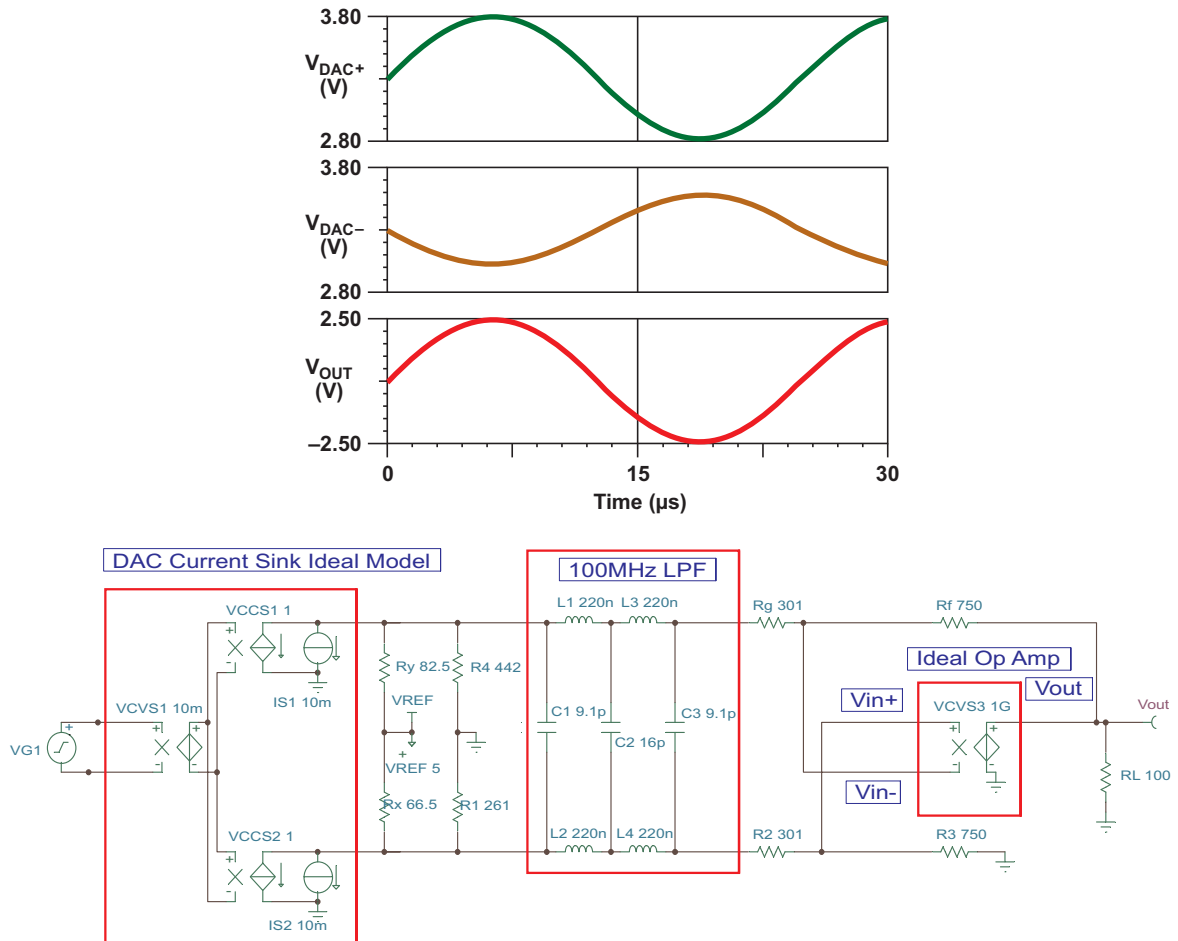 3.80
VDAC+
(V)
2.80
3.80
VDAC–
(V)
2.80
2.50
VOUT
(V)
–2.50
0
15
30
Time (µs)
DAC Current Sink Ideal Model
100MHz LPF
VCCS1 1
L1 220n
L3 220n
Rg 301
Rf 750
+
-
Ry 82.5
R4 442
Ideal Op Amp
IS1 10m
VREF
Vin+
Vout
VCVS1 10m
C1 9.1p
C3 9.1p
VCVS3 1G
Vout
+
-
+
-
VG1
+
C2 16p
+
VREF 5
RL 100
Rx 66.5
R1 261
Vin-
VCCS2 1
L2 220n
L4 220n
R2 301
R3 750
+
-
IS2 10m